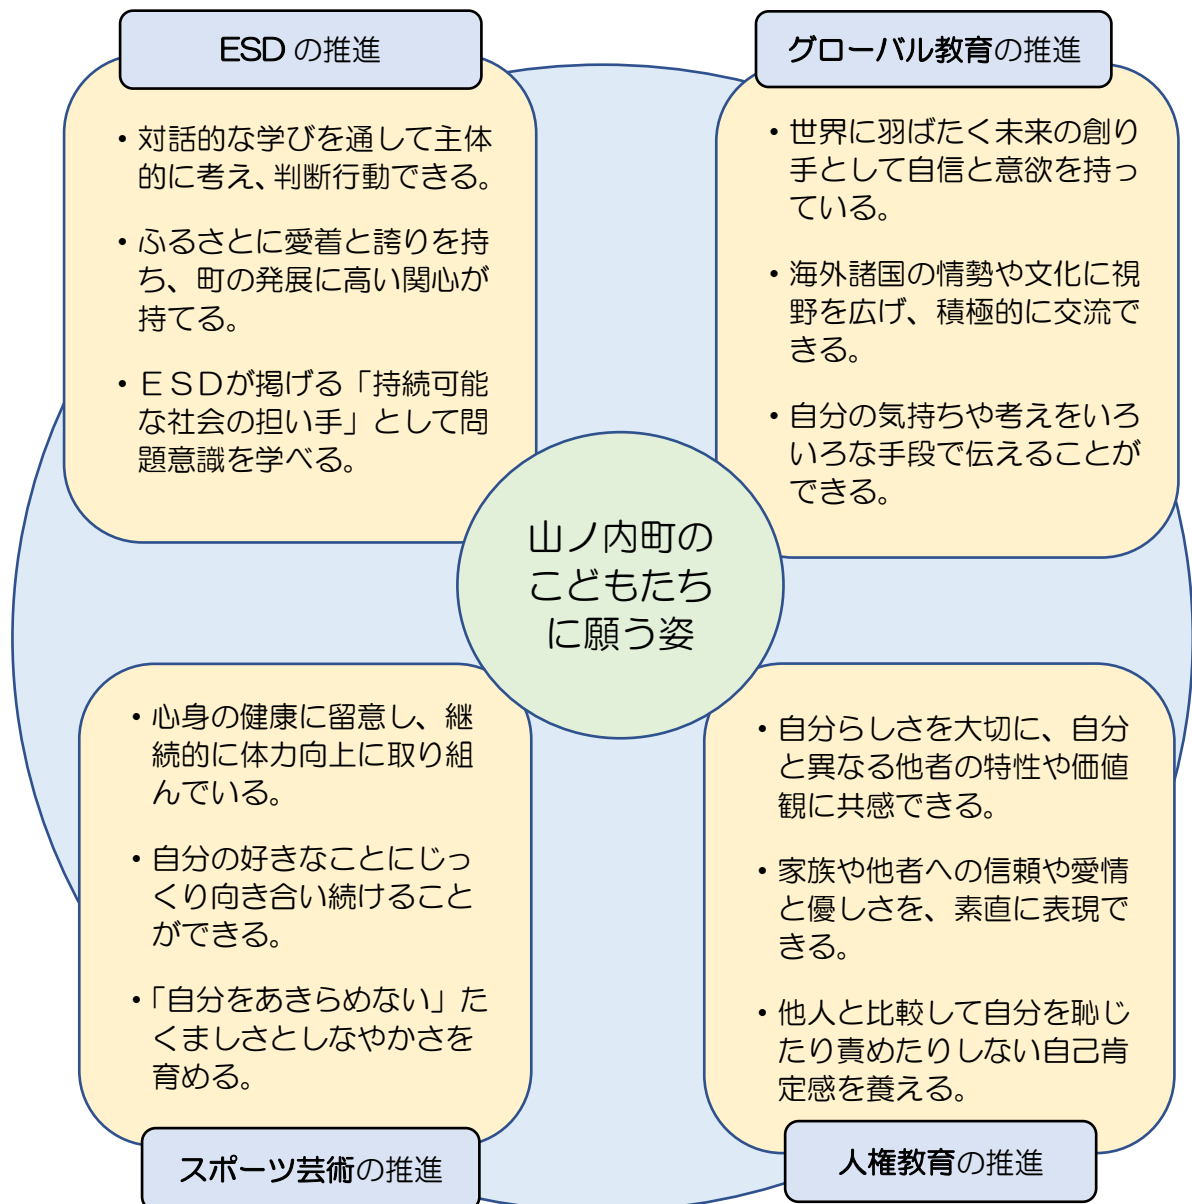 ESDの推進
・対話的な学びを通して主体
的に考え、判断行動できる。
・ふるさとに愛着と誇りを持
ち、町の発展に高い関心が
持てる。
・ＥＳＤが掲げる「持続可能
な社会の担い手」として問
題意識を学べる。
グローバル教育の推進
・世界に羽ばたく未来の創り
手として自信と意欲を持っ
ている。
・海外諸国の情勢や文化に視
野を広げ、積極的に交流で
きる。
・自分の気持ちや考えをいろ
いろな手段で伝えることが
できる。
山ノ内町の
こどもたち
に願う姿
・心身の健康に留意し、継
続的に体力向上に取り組
んでいる。
・自分の好きなことにじっ
くり向き合い続けること
ができる。
・「自分をあきらめない」た
くましさとしなやかさを
育める。
スポーツ芸術の推進
・自分らしさを大切に、自分
と異なる他者の特性や価値
観に共感できる。
・家族や他者への信頼や愛情
と優しさを、素直に表現で
きる。
・他人と比較して自分を恥じ
たり責めたりしない自己肯
定感を養える。
人権教育の推進